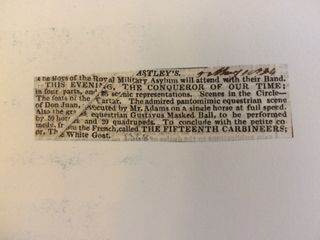 ASTLEY'S.
The Boys of the Royal Military Asylum will attend with their Band.
THIS EVENING, THE CONQUEROR OF OUR TIME;
in four parts, and scenic representations. Scenes in the Circle—
The feats of the Tartar. The admired pantomimic equestrian scene
of Don Juan, executed by Mr. Adams on a single horse at full speed.
Also the grand equestrian Gustavus Masked Ball, to be performed
by 50 horses and 20 quadrupeds. To conclude with the petite co-
medy, from the French, called THE FIFTEENTH CARBINEERS;
or, The White Goat.